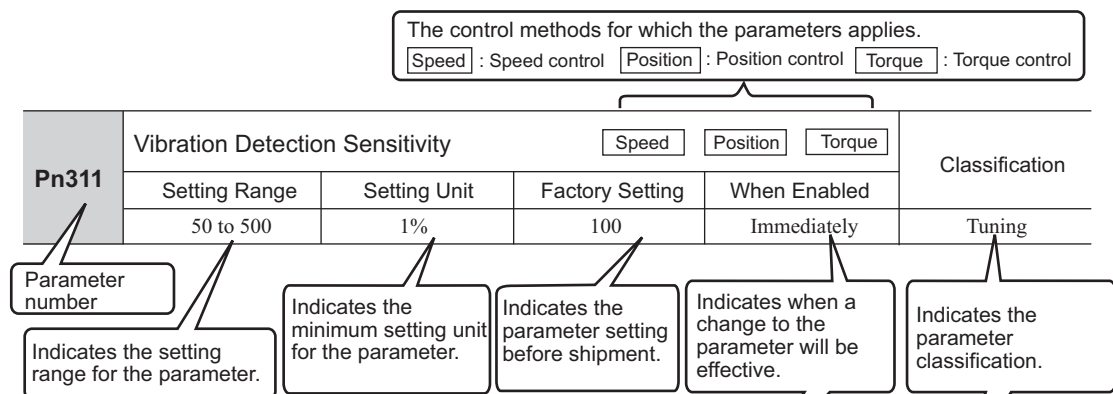 The control methods for which the parameters applies.
Speed : Speed control Position : Position control Torque : Torque control
Pn311
Vibration Detection Sensitivity Speed Position Torque
Classification
Setting Range Setting Unit Factory Setting When Enabled
50 to 500 1% 100 Immediately Tuning
Parameter
number
Indicates the setting
range for the parameter.
Indicates the
minimum setting unit
for the parameter.
Indicates the
parameter setting
before shipment.
Indicates when a
change to the
parameter will be
effective.
Indicates the
parameter
classification.